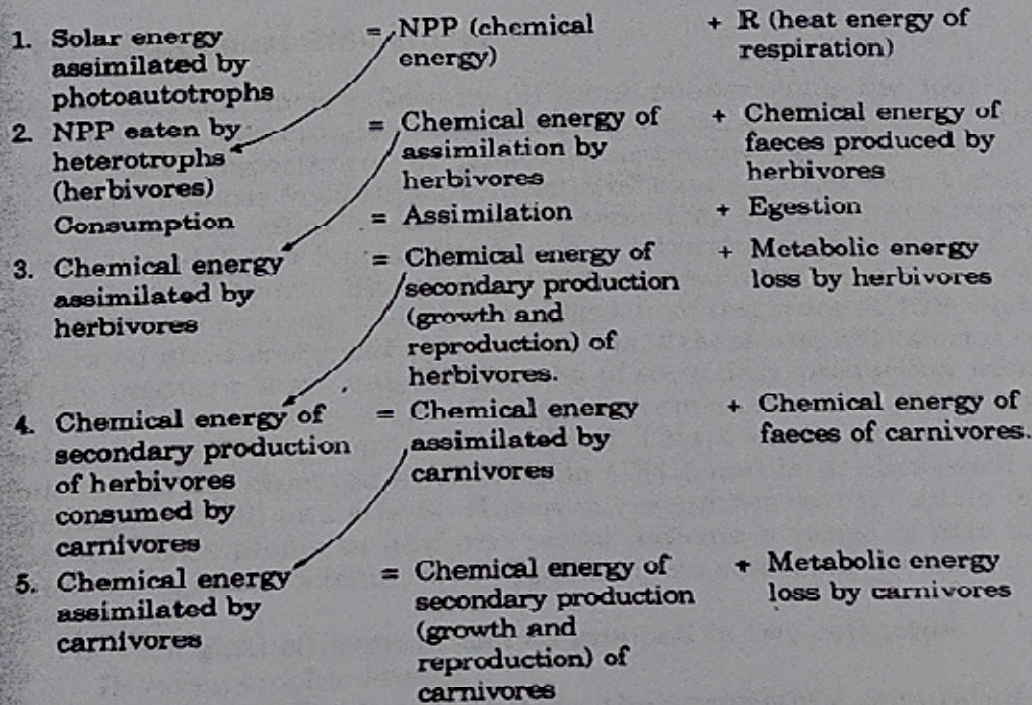 1. Solar energy = NPP (chemical + R (heat energy of
assimilated by energy) respiration)
photoautotrophs
2. NPP eaten by = Chemical energy of + Chemical energy of
heterotrophs assimilation by faeces produced by
(herbivores) herbivores herbivores
Consumption = Assimilation + Egestion
3. Chemical energy = Chemical energy of + Metabolic energy
assimilated by secondary production loss by herbivores
herbivores (growth and
reproduction) of
herbivores.
4. Chemical energy of = Chemical energy + Chemical energy of
secondary production assimilated by faeces of carnivores.
of herbivores carnivores
consumed by
carnivores
5. Chemical energy = Chemical energy of + Metabolic energy
assimilated by secondary production loss by carnivores
carnivores (growth and
reproduction) of
carnivores